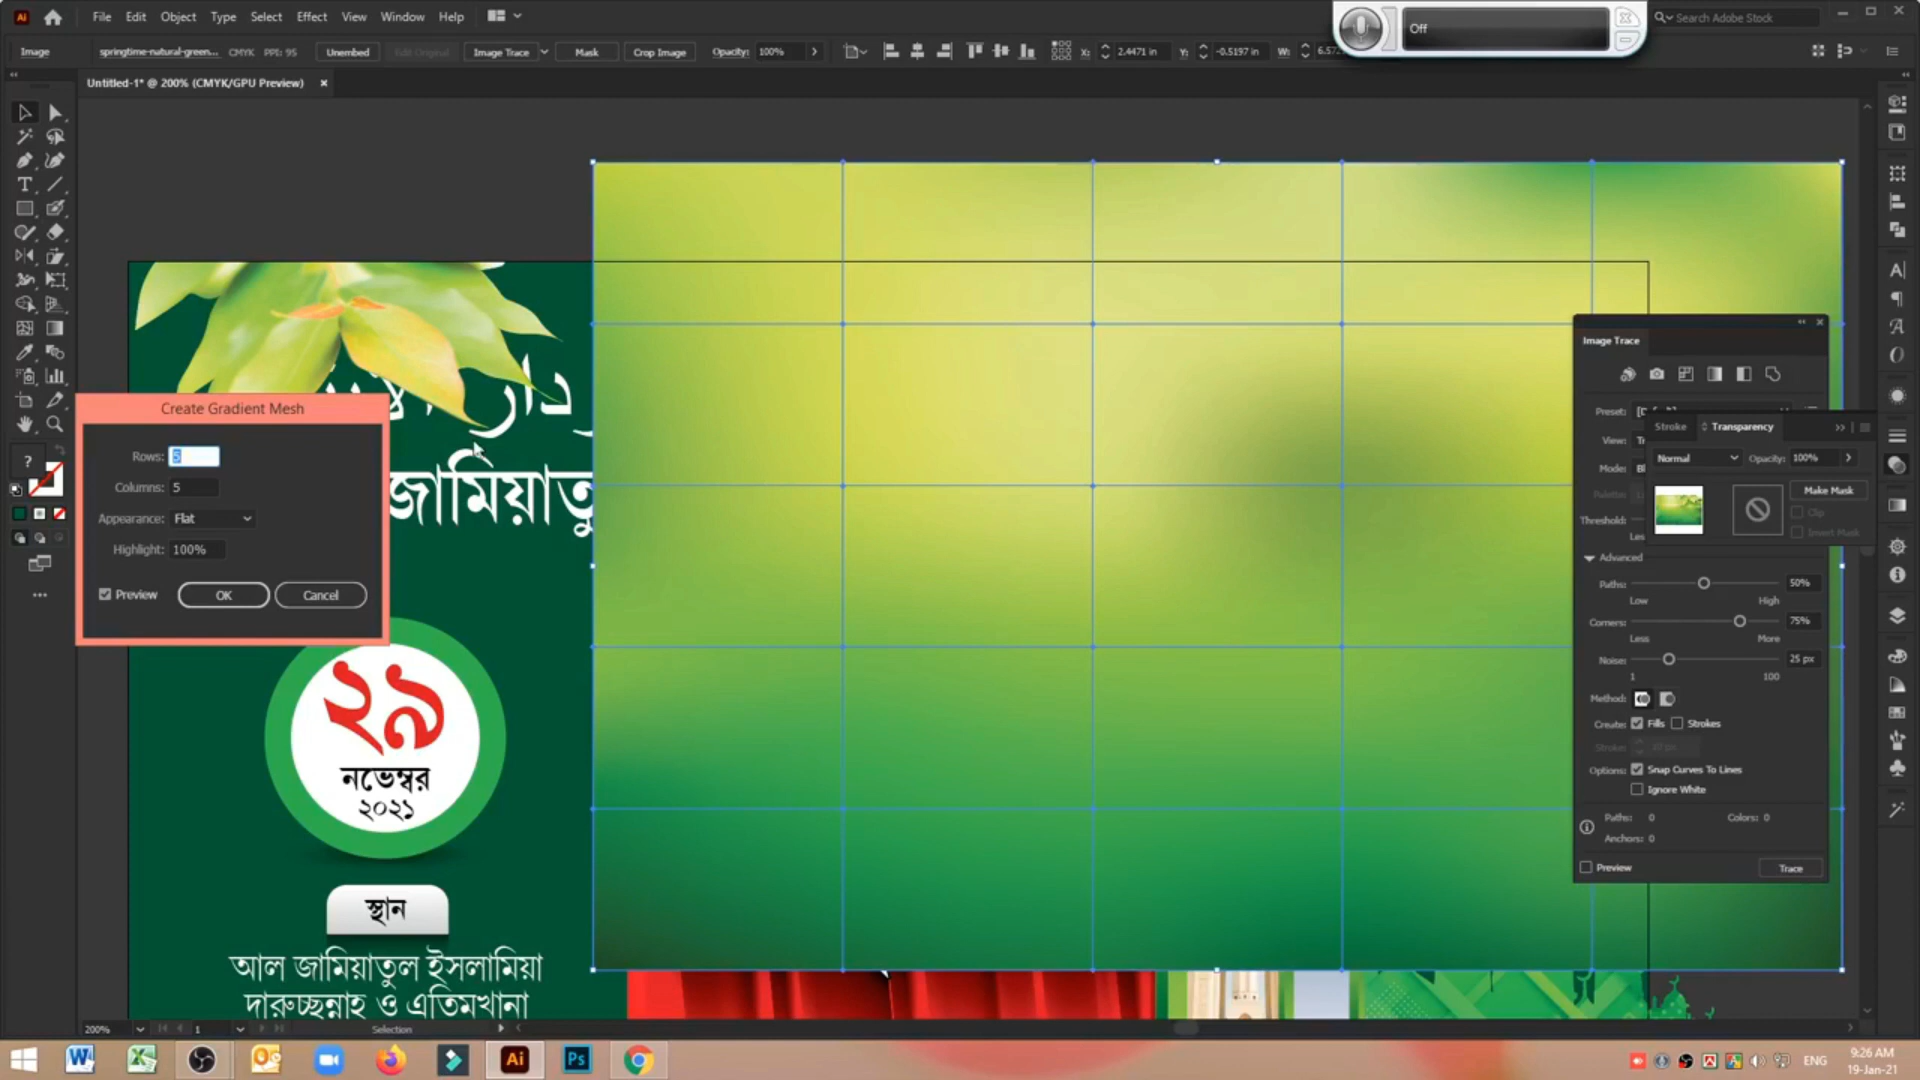 File Edit Object Type Select Effect View Window Help
Off
Search Adobe Stock
Image springtime-natural-green... CMYK PPI: 95 Unembed Edit Original Image Trace Mask Crop Image Opacity: 100% X: 2.4471 in Y: -0.5197 in W:
Untitled-1* @ 200% (CMYK/GPU Preview)
Create Gradient Mesh
Rows: 5
Columns: 5
Appearance: Flat
Highlight: 100%
Preview OK Cancel
২৯
নভেম্বর
২০২১
স্থান
আল জামিয়াতুল ইসলামিয়া
দারুচ্ছন্নাহ ও এতিমখানা
Image Trace
Preset:
View:
Mode:
Palette:
Threshold:
Stroke Transparency
Normal Opacity: 100%
Make Mask
Clip
Invert Mask
Advanced
Paths: 50%
Low High
Corners: 75%
Less More
Noise: 25 px
1 100
Method:
Create: Fills Strokes
Stroke: 10 px
Options: Snap Curves To Lines
Ignore White
Paths: 0 Colors: 0
Anchors: 0
Preview Trace
200% 1 Selection
ENG
9:26 AM
19-Jan-21